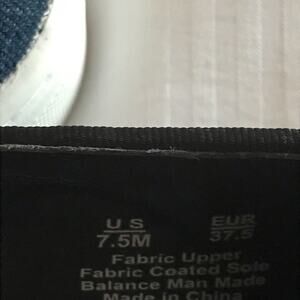 US EUR
7.5M 37.5
Fabric Upper
Fabric Coated Sole
Balance Man Made
Made in China